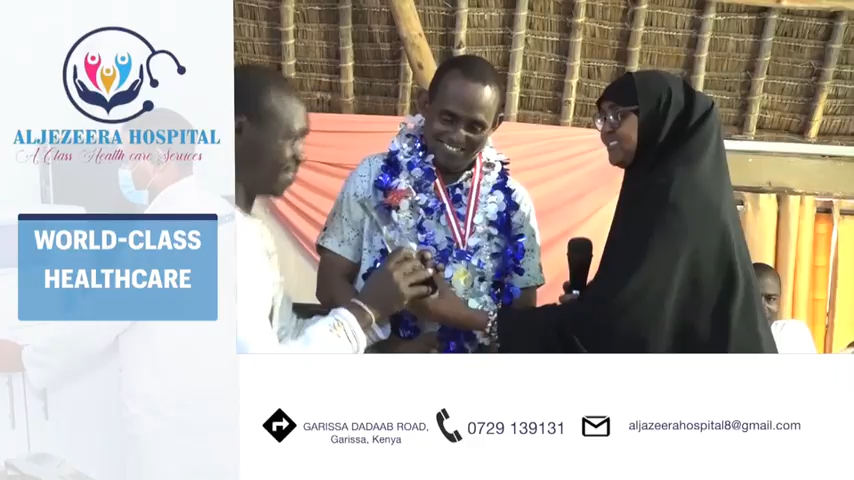 ALJEZEERA HOSPITAL
A Class Health care Services
WORLD-CLASS
HEALTHCARE
GARISSA DADAAB ROAD,
Garissa, Kenya
0729 139131
aljazeerahospital8@gmail.com